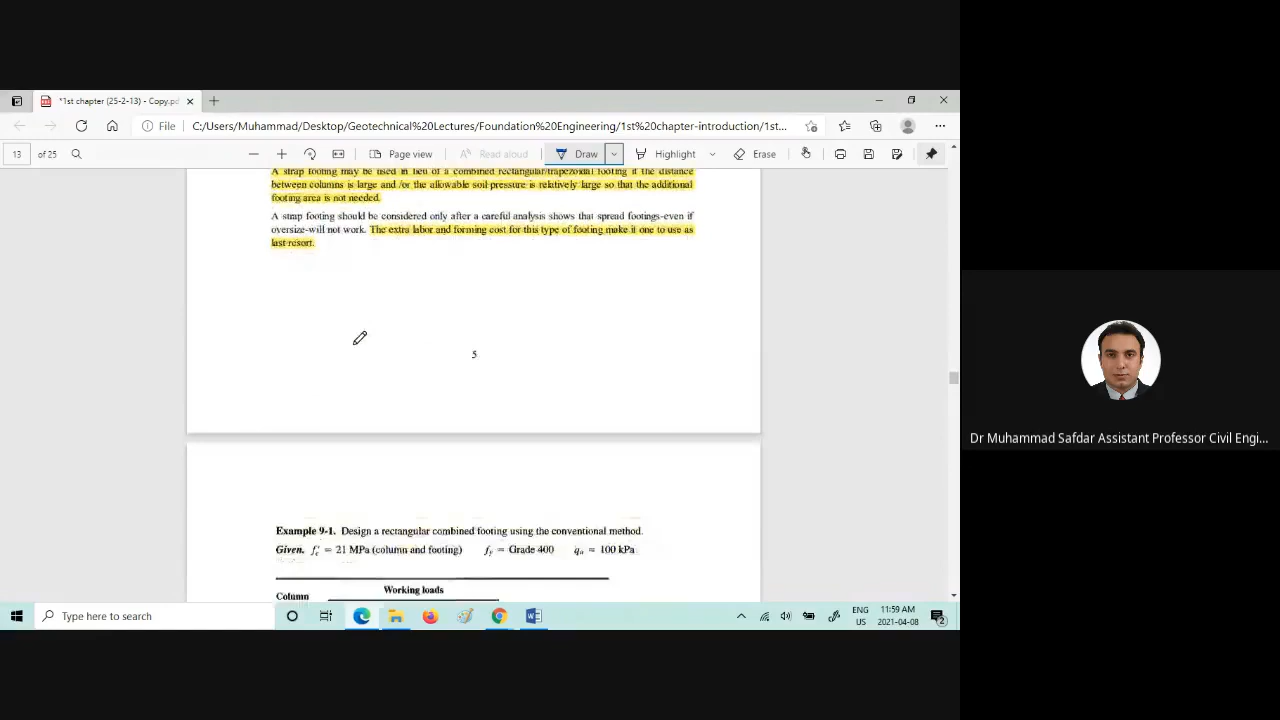 *1st chapter (25-2-13) - Copy.pd
File C:/Users/Muhammad/Desktop/Geotechnical%20Lectures/Foundation%20Engineering/1st%20chapter-introduction/1st...
13 of 25 Page view Read aloud Draw Highlight Erase
A strap footing may be used in lieu of a combined rectangular/trapezoidal footing if the distance
between columns is large and /or the allowable soil pressure is relatively large so that the additional
footing area is not needed.
A strap footing should be considered only after a careful analysis shows that spread footings-even if
oversize-will not work. The extra labor and forming cost for this type of footing make it one to use as
last resort.
5
Example 9-1. Design a rectangular combined footing using the conventional method.
Given. f'c = 21 MPa (column and footing) fy = Grade 400 qa = 100 kPa
Working loads
Column
Dr Muhammad Safdar Assistant Professor Civil Engi...
Type here to search
ENG
US
11:59 AM
2021-04-08
2